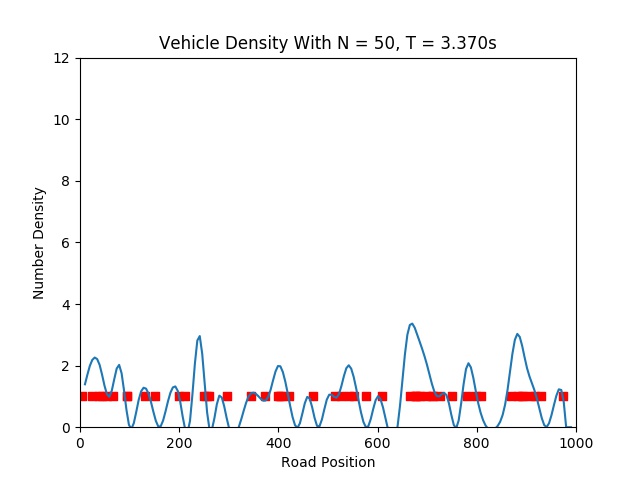 Vehicle Density With N = 50, T = 3.370s
12
10
8
6
4
2
0
Number Density
0 200 400 600 800 1000
Road Position